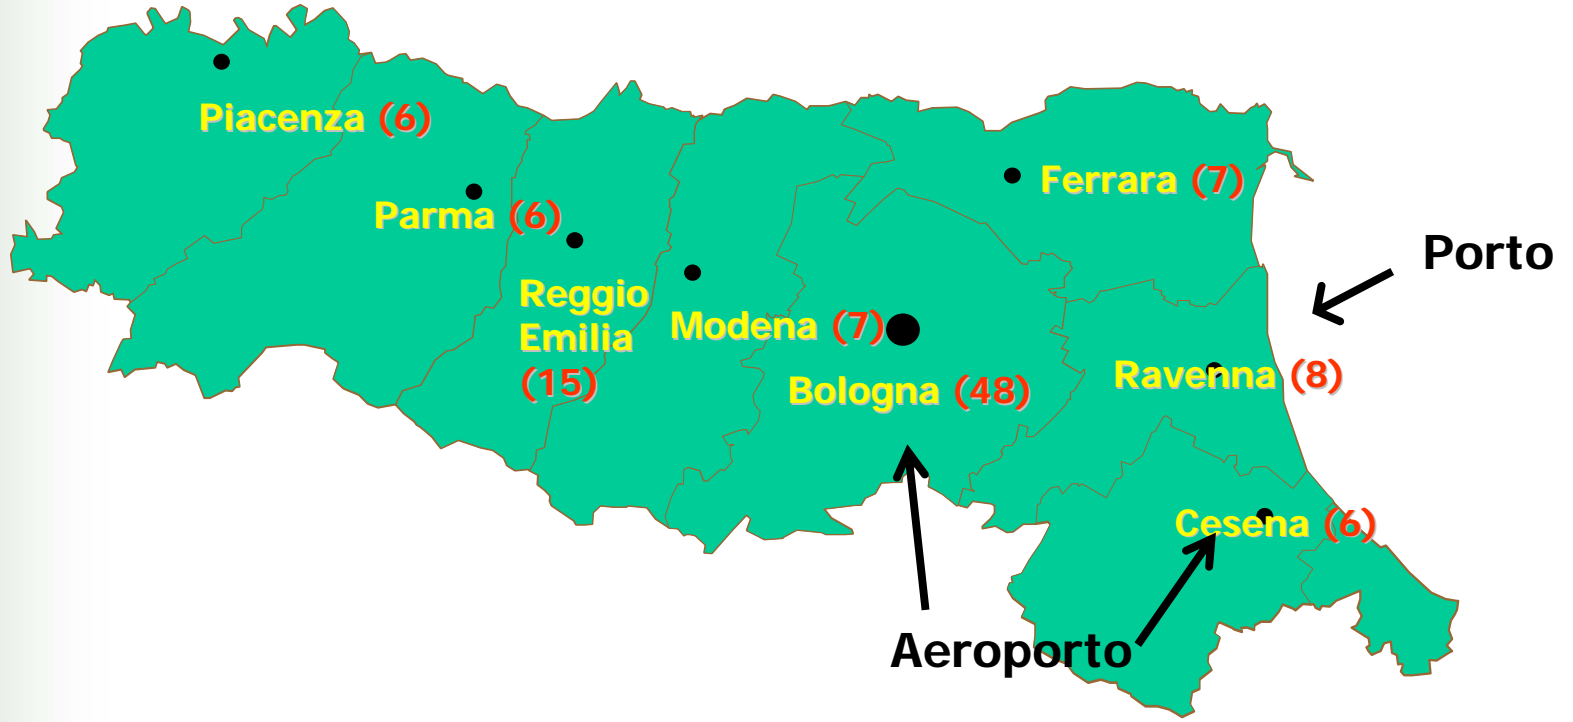 Piacenza (6)
Ferrara (7)
Parma (6)
Porto
Reggio
Emilia
(15)
Modena (7)
Ravenna (8)
Bologna (48)
Cesena (6)
Aeroporto